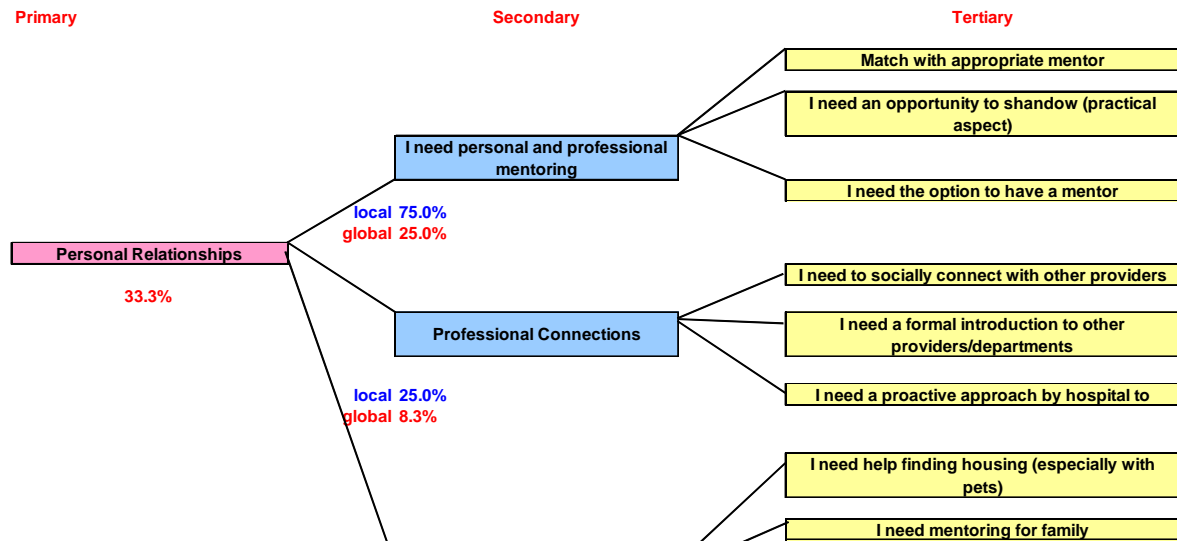 Primary
Secondary
Tertiary
Match with appropriate mentor
I need an opportunity to shandow (practical
aspect)
I need personal and professional
mentoring
I need the option to have a mentor
local 75.0%
global 25.0%
Personal Relationships
33.3%
I need to socially connect with other providers
I need a formal introduction to other
providers/departments
Professional Connections
I need a proactive approach by hospital to
local 25.0%
global 8.3%
I need help finding housing (especially with
pets)
I need mentoring for family